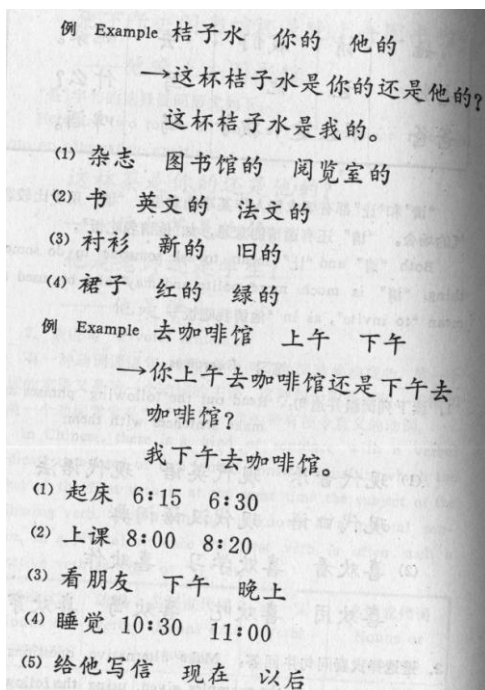 例 Example 桔子水 你的 他的
→这杯桔子水是你的还是他的?
这杯桔子水是我的。
(1) 杂志 图书馆的 阅览室的
(2) 书 英文的 法文的
(3) 衬衫 新的 旧的
(4) 裙子 红的 绿的
例 Example 去咖啡馆 上午 下午
→你上午去咖啡馆还是下午去
咖啡馆?
我下午去咖啡馆。
(1) 起床 6:15 6:30
(2) 上课 8:00 8:20
(3) 看朋友 下午 晚上
(4) 睡觉 10:30 11:00
(5) 给他写信 现在 以后